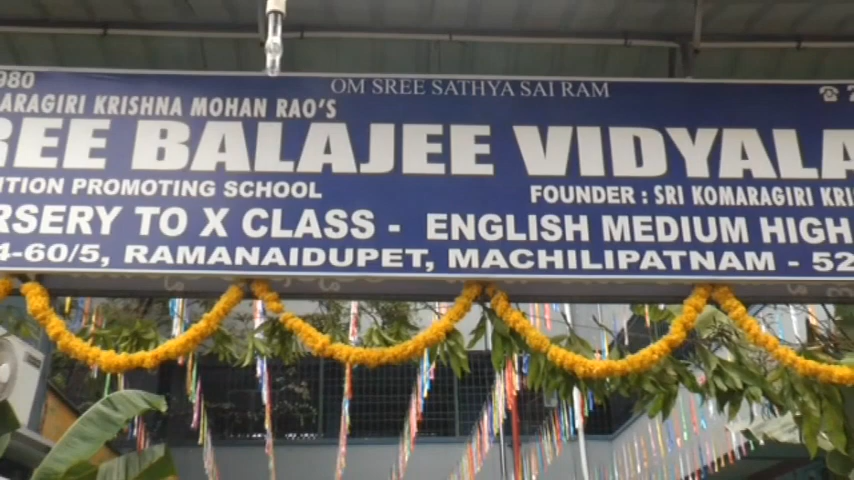 980 OM SREE SATHYA SAI RAM
ARAGIRI KRISHNA MOHAN RAO'S
REE BALAJEE VIDYALA
ITION PROMOTING SCHOOL FOUNDER : SRI KOMARAGIRI KRI
RSERY TO X CLASS - ENGLISH MEDIUM HIGH
4-60/5, RAMANAIDUPET, MACHILIPATNAM - 52